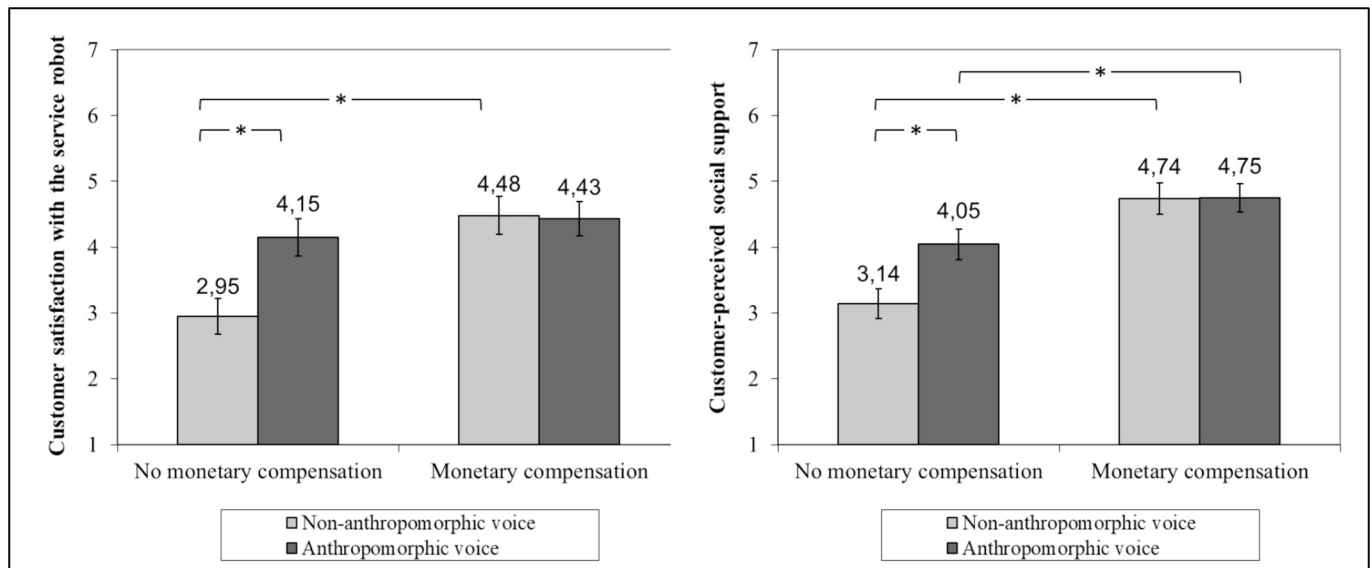 Customer satisfaction with the service robot
7
6
5
4
3
2
1
*
*
2,95
4,15
4,48
4,43
No monetary compensation
Monetary compensation
Non-anthropomorphic voice
Anthropomorphic voice
Customer-perceived social support
7
6
5
4
3
2
1
*
*
*
3,14
4,05
4,74
4,75
No monetary compensation
Monetary compensation
Non-anthropomorphic voice
Anthropomorphic voice